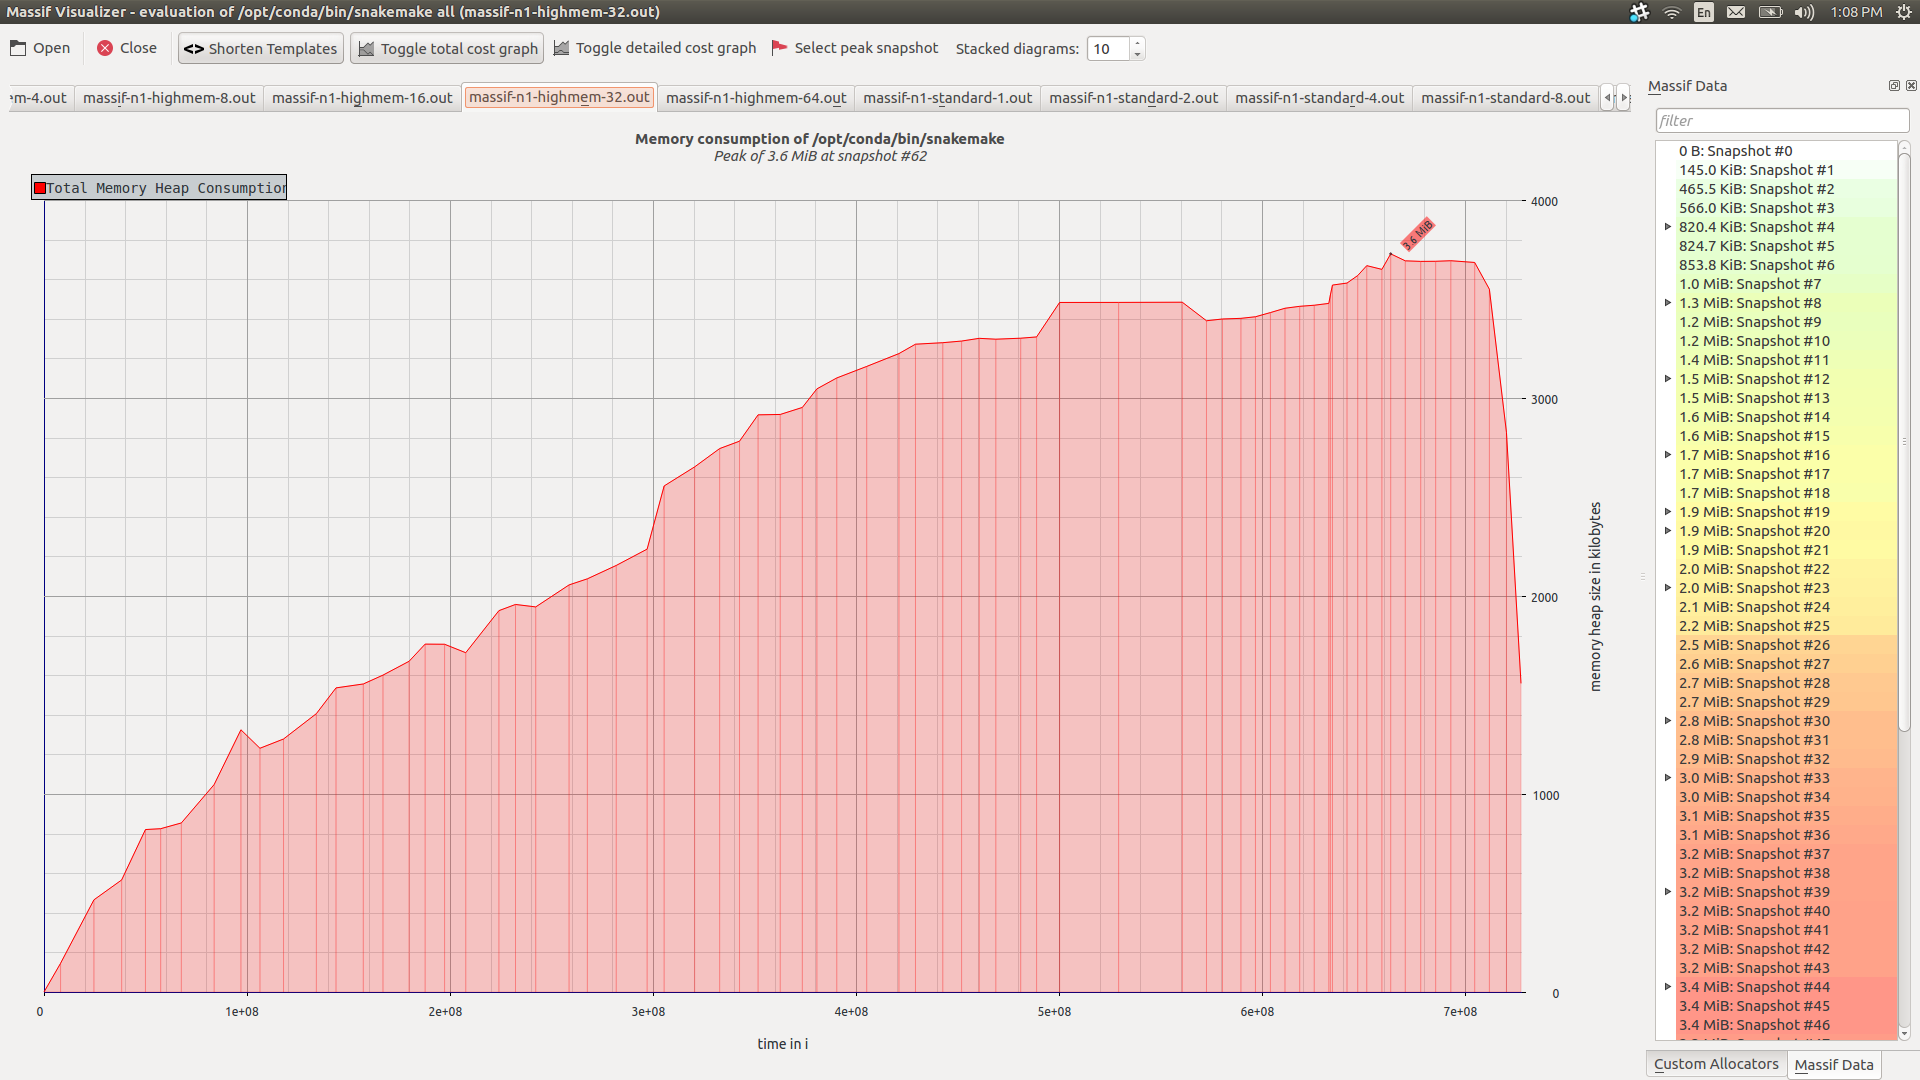 Massif Visualizer - evaluation of /opt/conda/bin/snakemake all (massif-n1-highmem-32.out)
En
1:08 PM
Open
Close
<> Shorten Templates
Toggle total cost graph
Toggle detailed cost graph
Select peak snapshot
Stacked diagrams: 10
em-4.out
massif-n1-highmem-8.out
massif-n1-highmem-16.out
massif-n1-highmem-32.out
massif-n1-highmem-64.out
massif-n1-standard-1.out
massif-n1-standard-2.out
massif-n1-standard-4.out
massif-n1-standard-8.out
Memory consumption of /opt/conda/bin/snakemake
Peak of 3.6 MiB at snapshot #62
Total Memory Heap Consumption
3.6 MiB
4000
3000
2000
1000
0
memory heap size in kilobytes
0
1e+08
2e+08
3e+08
4e+08
5e+08
6e+08
7e+08
time in i
Massif Data
filter
0 B: Snapshot #0
145.0 KiB: Snapshot #1
465.5 KiB: Snapshot #2
566.0 KiB: Snapshot #3
820.4 KiB: Snapshot #4
824.7 KiB: Snapshot #5
853.8 KiB: Snapshot #6
1.0 MiB: Snapshot #7
1.3 MiB: Snapshot #8
1.2 MiB: Snapshot #9
1.2 MiB: Snapshot #10
1.4 MiB: Snapshot #11
1.5 MiB: Snapshot #12
1.5 MiB: Snapshot #13
1.6 MiB: Snapshot #14
1.6 MiB: Snapshot #15
1.7 MiB: Snapshot #16
1.7 MiB: Snapshot #17
1.7 MiB: Snapshot #18
1.9 MiB: Snapshot #19
1.9 MiB: Snapshot #20
1.9 MiB: Snapshot #21
2.0 MiB: Snapshot #22
2.0 MiB: Snapshot #23
2.1 MiB: Snapshot #24
2.2 MiB: Snapshot #25
2.5 MiB: Snapshot #26
2.6 MiB: Snapshot #27
2.7 MiB: Snapshot #28
2.7 MiB: Snapshot #29
2.8 MiB: Snapshot #30
2.8 MiB: Snapshot #31
2.9 MiB: Snapshot #32
3.0 MiB: Snapshot #33
3.0 MiB: Snapshot #34
3.1 MiB: Snapshot #35
3.1 MiB: Snapshot #36
3.2 MiB: Snapshot #37
3.2 MiB: Snapshot #38
3.2 MiB: Snapshot #39
3.2 MiB: Snapshot #40
3.2 MiB: Snapshot #41
3.2 MiB: Snapshot #42
3.2 MiB: Snapshot #43
3.4 MiB: Snapshot #44
3.4 MiB: Snapshot #45
3.4 MiB: Snapshot #46
Custom Allocators
Massif Data